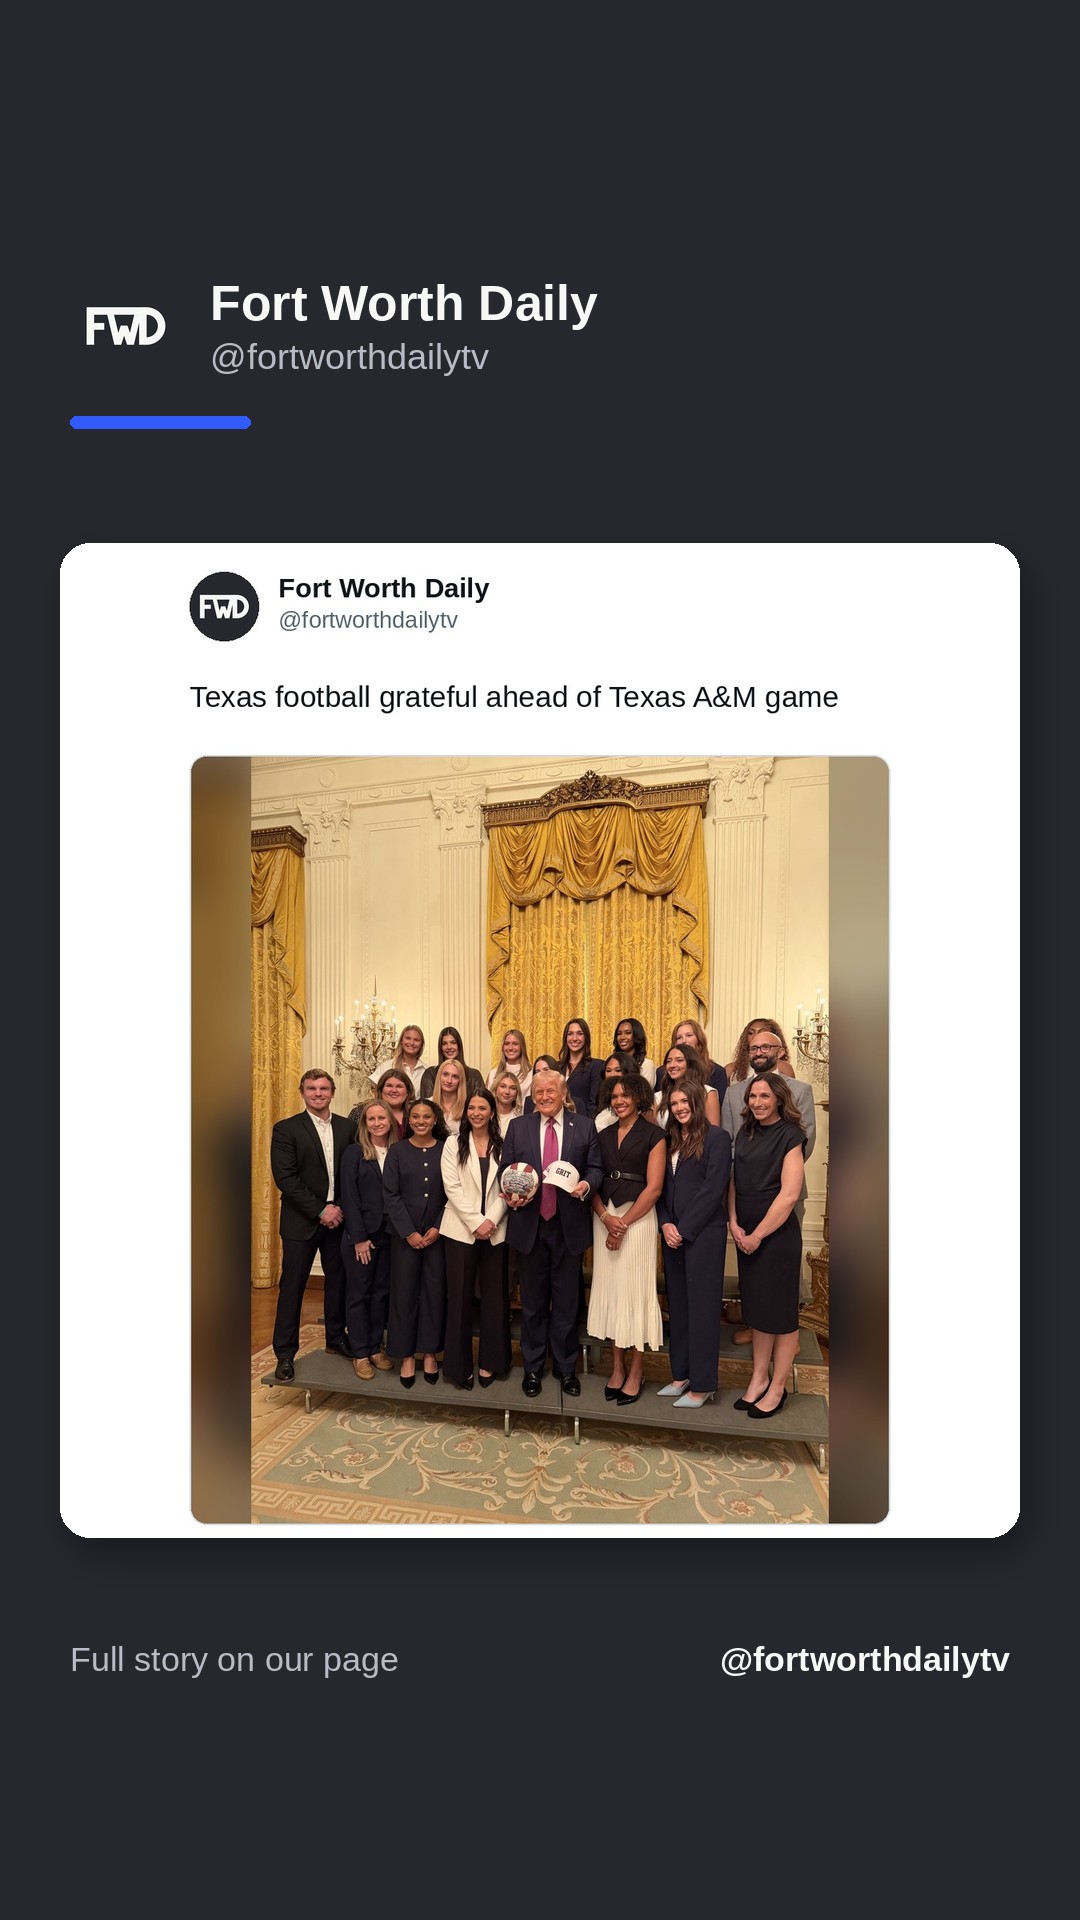 FWD
Fort Worth Daily
@fortworthdailytv
FWD
Fort Worth Daily
@fortworthdailytv
Texas football grateful ahead of Texas A&M game
GRIT
Full story on our page
@fortworthdailytv